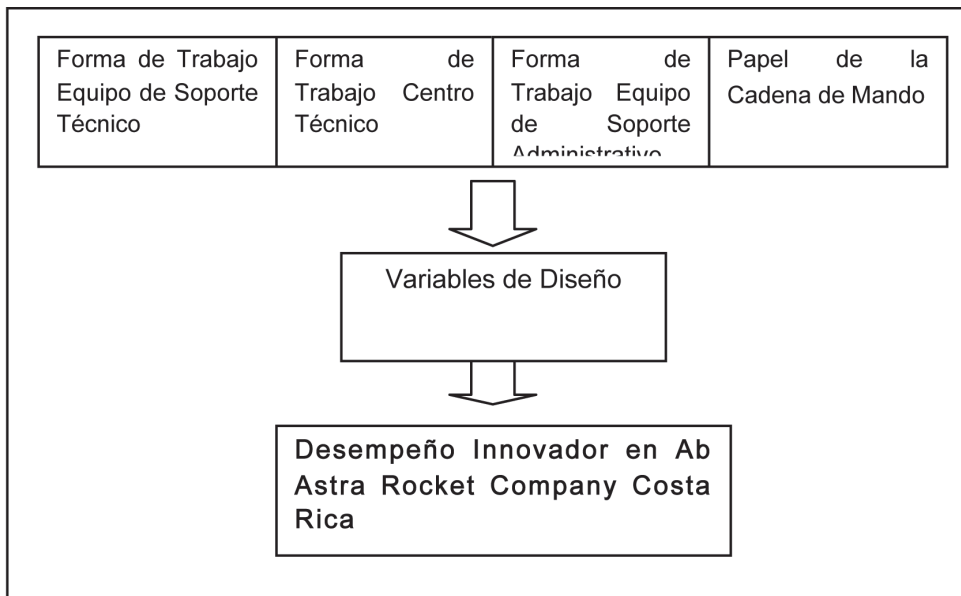 Forma de Trabajo
Equipo de Soporte
Técnico
Forma de
Trabajo Centro
Técnico
Forma de
Trabajo Equipo
de Soporte
Administrativo
Papel de la
Cadena de Mando
Variables de Diseño
Desempeño Innovador en Ab
Astra Rocket Company Costa
Rica